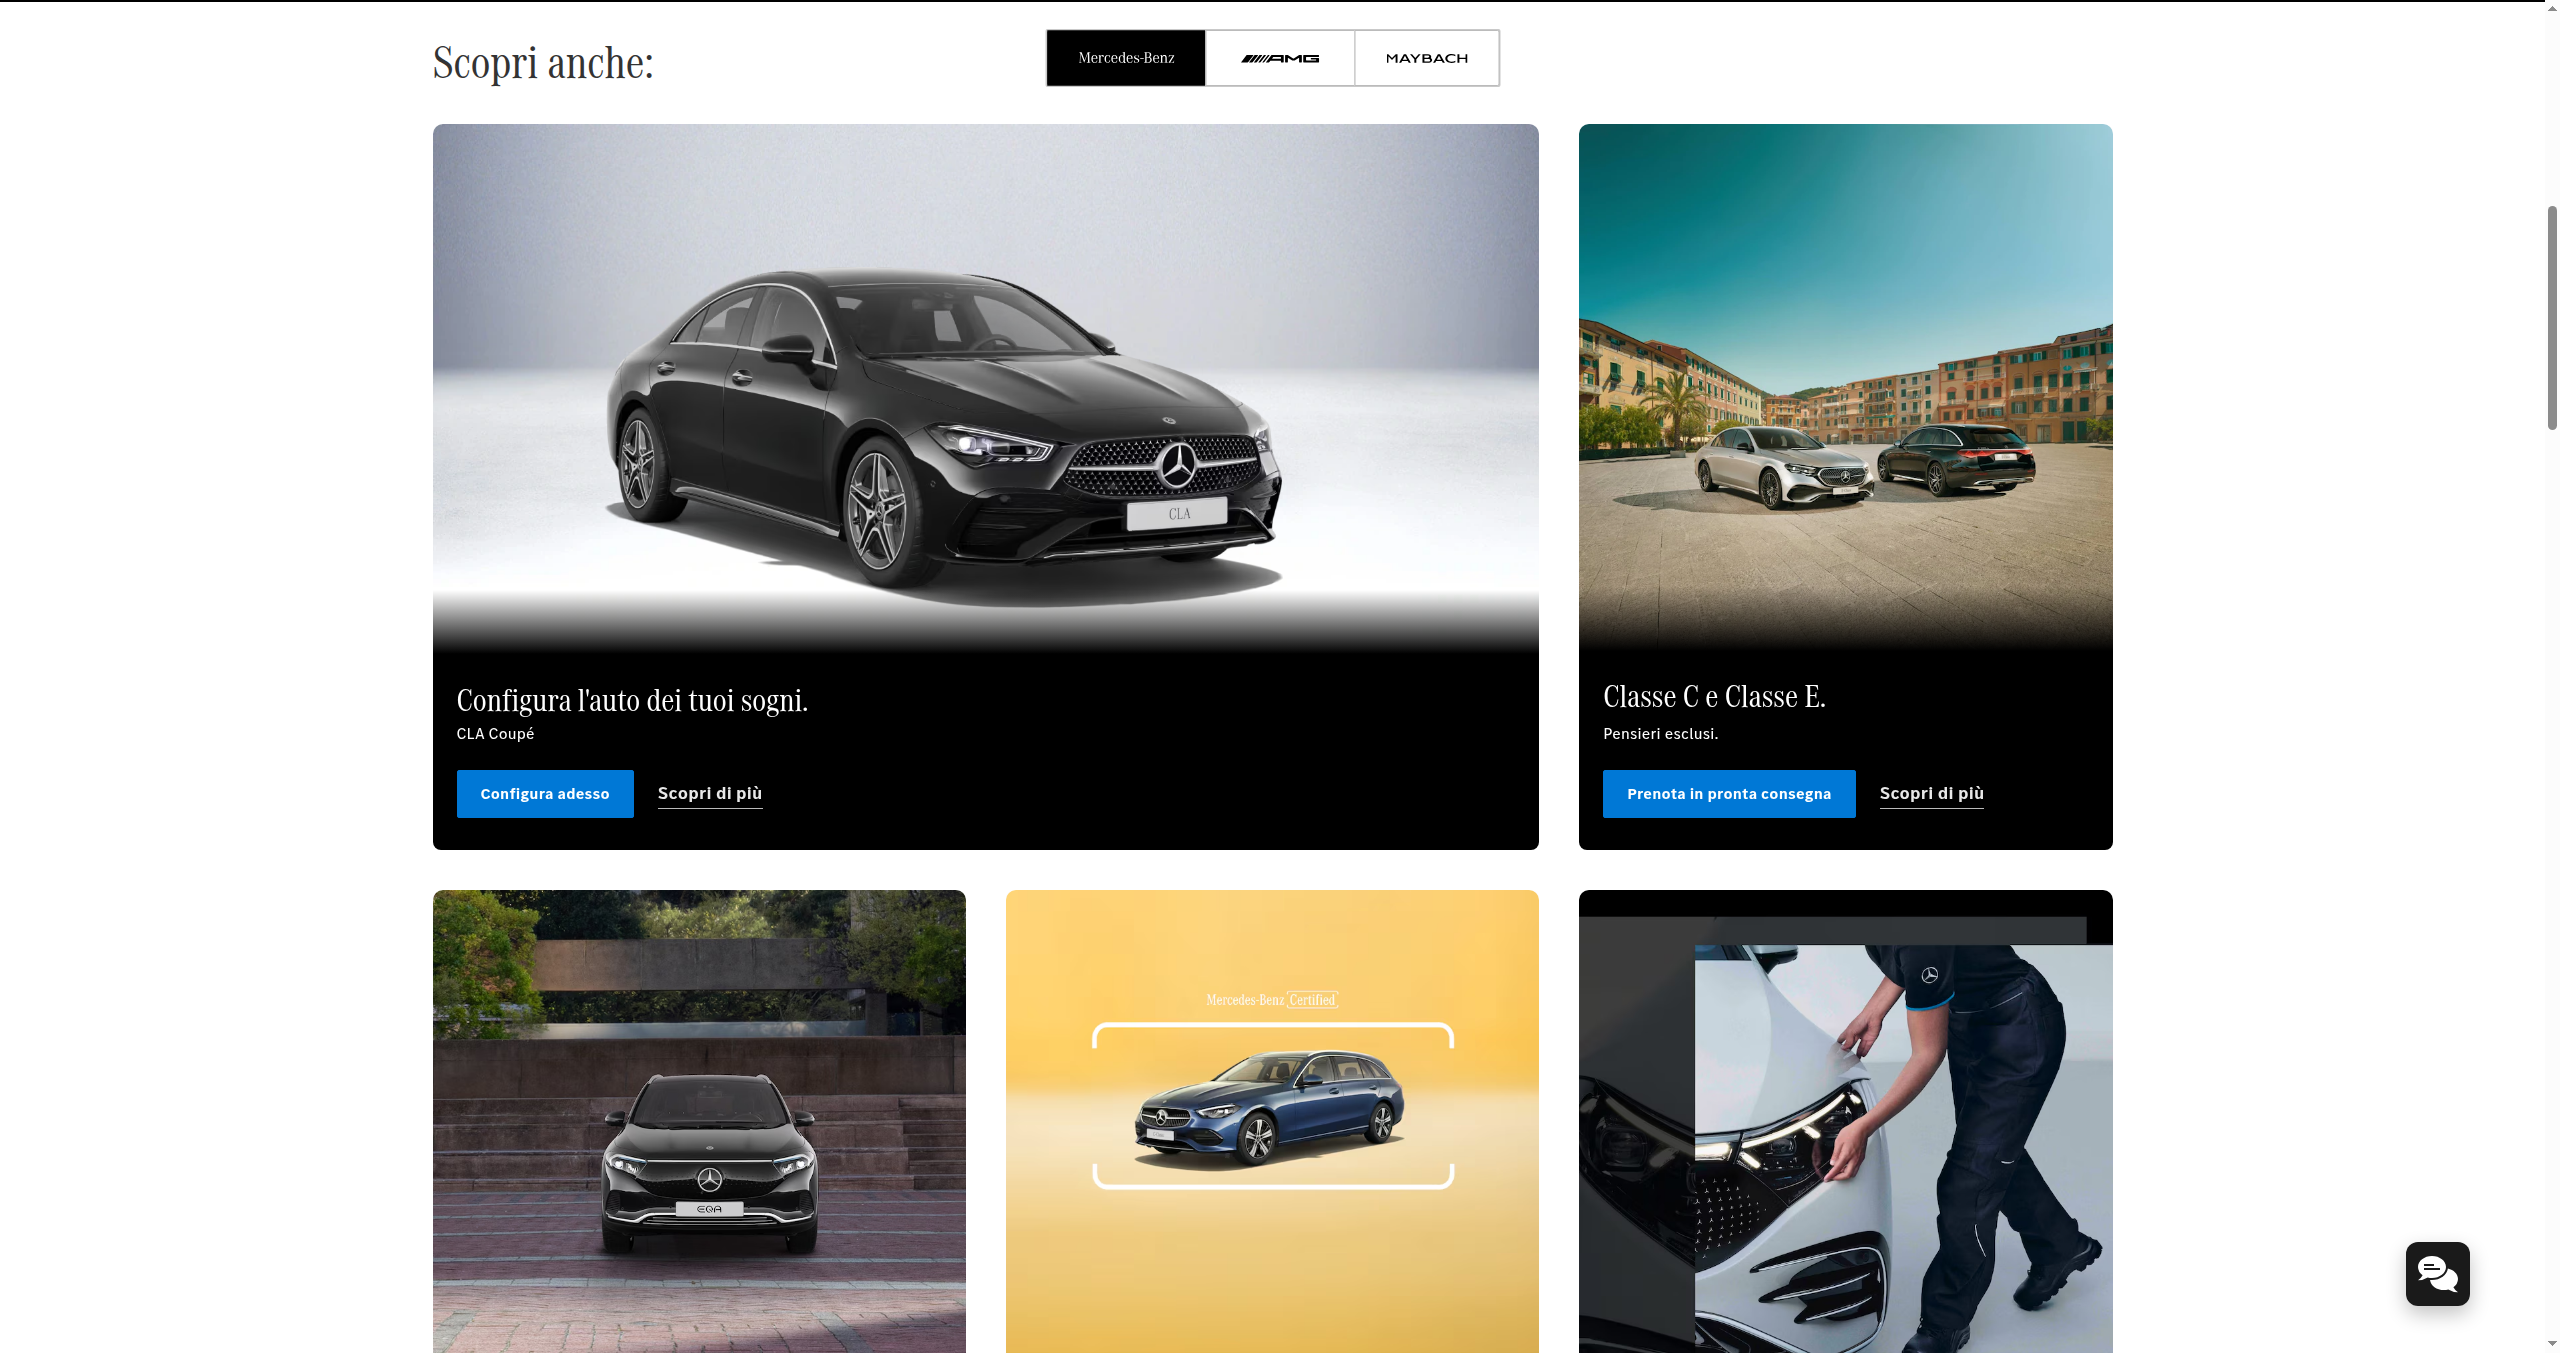 Scopri anche:
Mercedes-Benz
AMG
MAYBACH
CLA
Configura l'auto dei tuoi sogni.
CLA Coupé
Configura adesso
Scopri di più
Classe C e Classe E.
Pensieri esclusi.
Prenota in pronta consegna
Scopri di più
EQA
Mercedes-Benz Certified